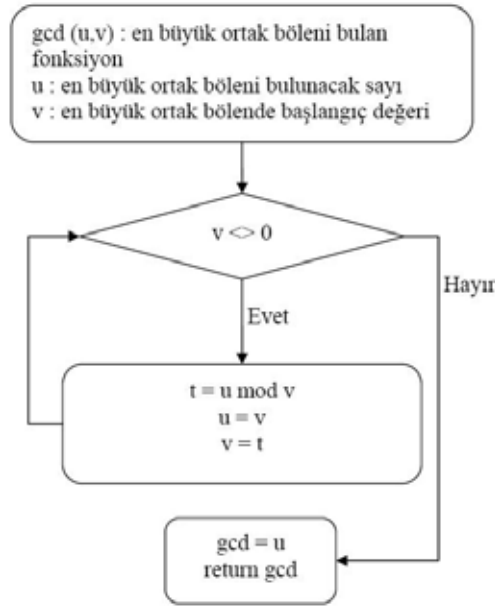 gcd (u,v) : en büyük ortak böleni bulan
fonksiyon
u : en büyük ortak böleni bulunacak sayı
v : en büyük ortak bölende başlangıç değeri
v <> 0
Hayır
Evet
t = u mod v
u = v
v = t
gcd = u
return gcd